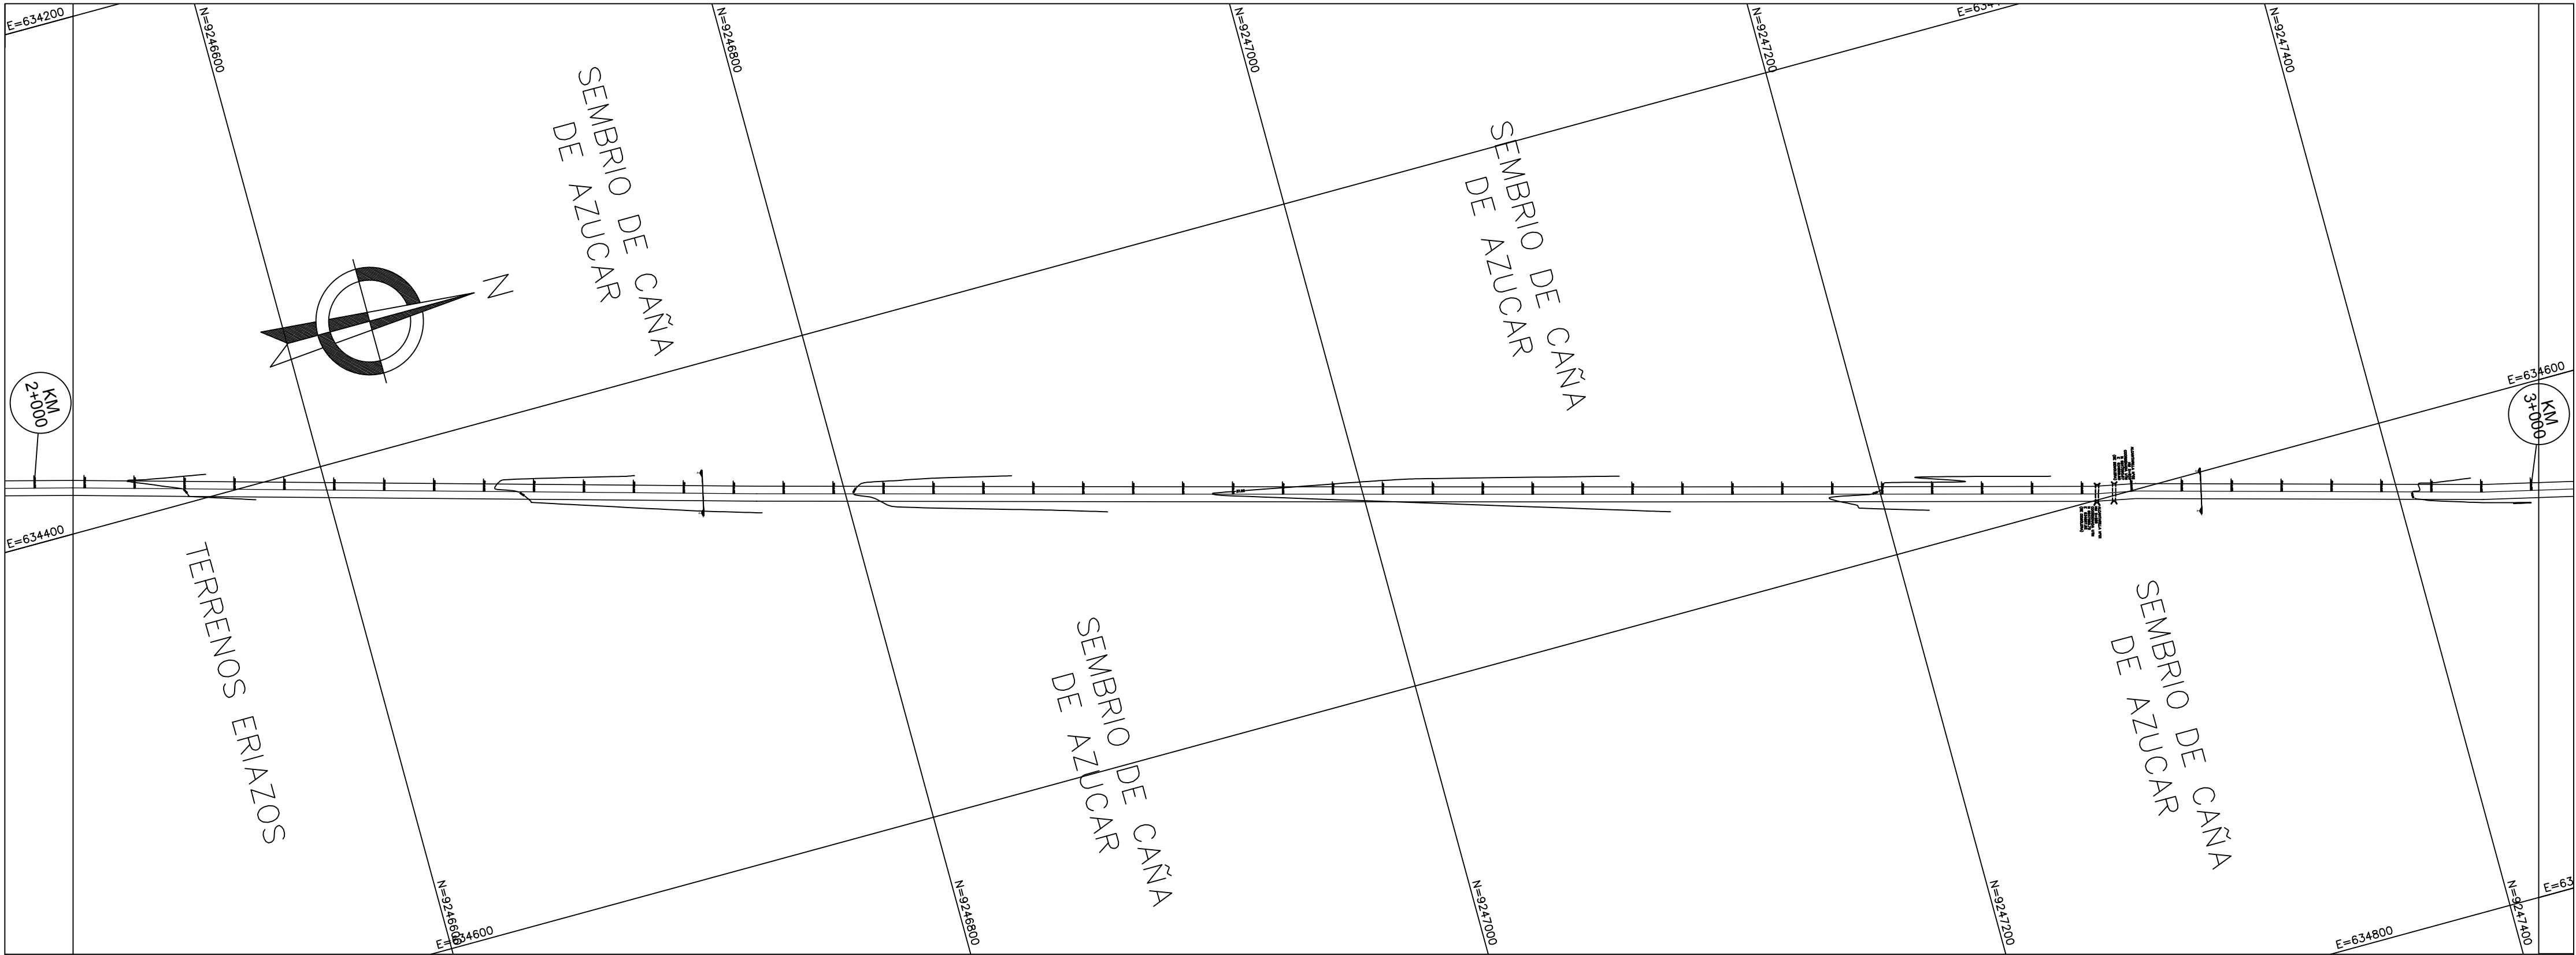 E=634200
N=9246600
N=9246800
N=9247000
N=9247200
N=9247400
SEMBRIO DE CAÑA
DE AZUCAR
SEMBRIO DE CAÑA
DE AZUCAR
N
KM
2+000
E=634600
KM
3+000
E=634400
TERRENOS ERIAZOS
SEMBRIO DE CAÑA
DE AZUCAR
SEMBRIO DE CAÑA
DE AZUCAR
N=9246600
N=9246800
N=9247000
N=9247200
N=9247400
E=634600
E=634800
E=63